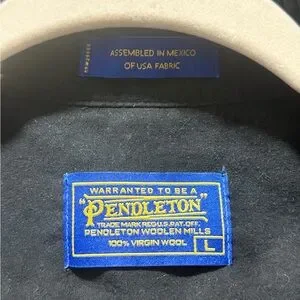 ASSEMBLED IN MEXICO
OF USA FABRIC
WARRANTED TO BE A
"PENDLETON"
TRADE MARK REG. U.S. PAT. OFF.
PENDLETON WOOLEN MILLS
100% VIRGIN WOOL
L